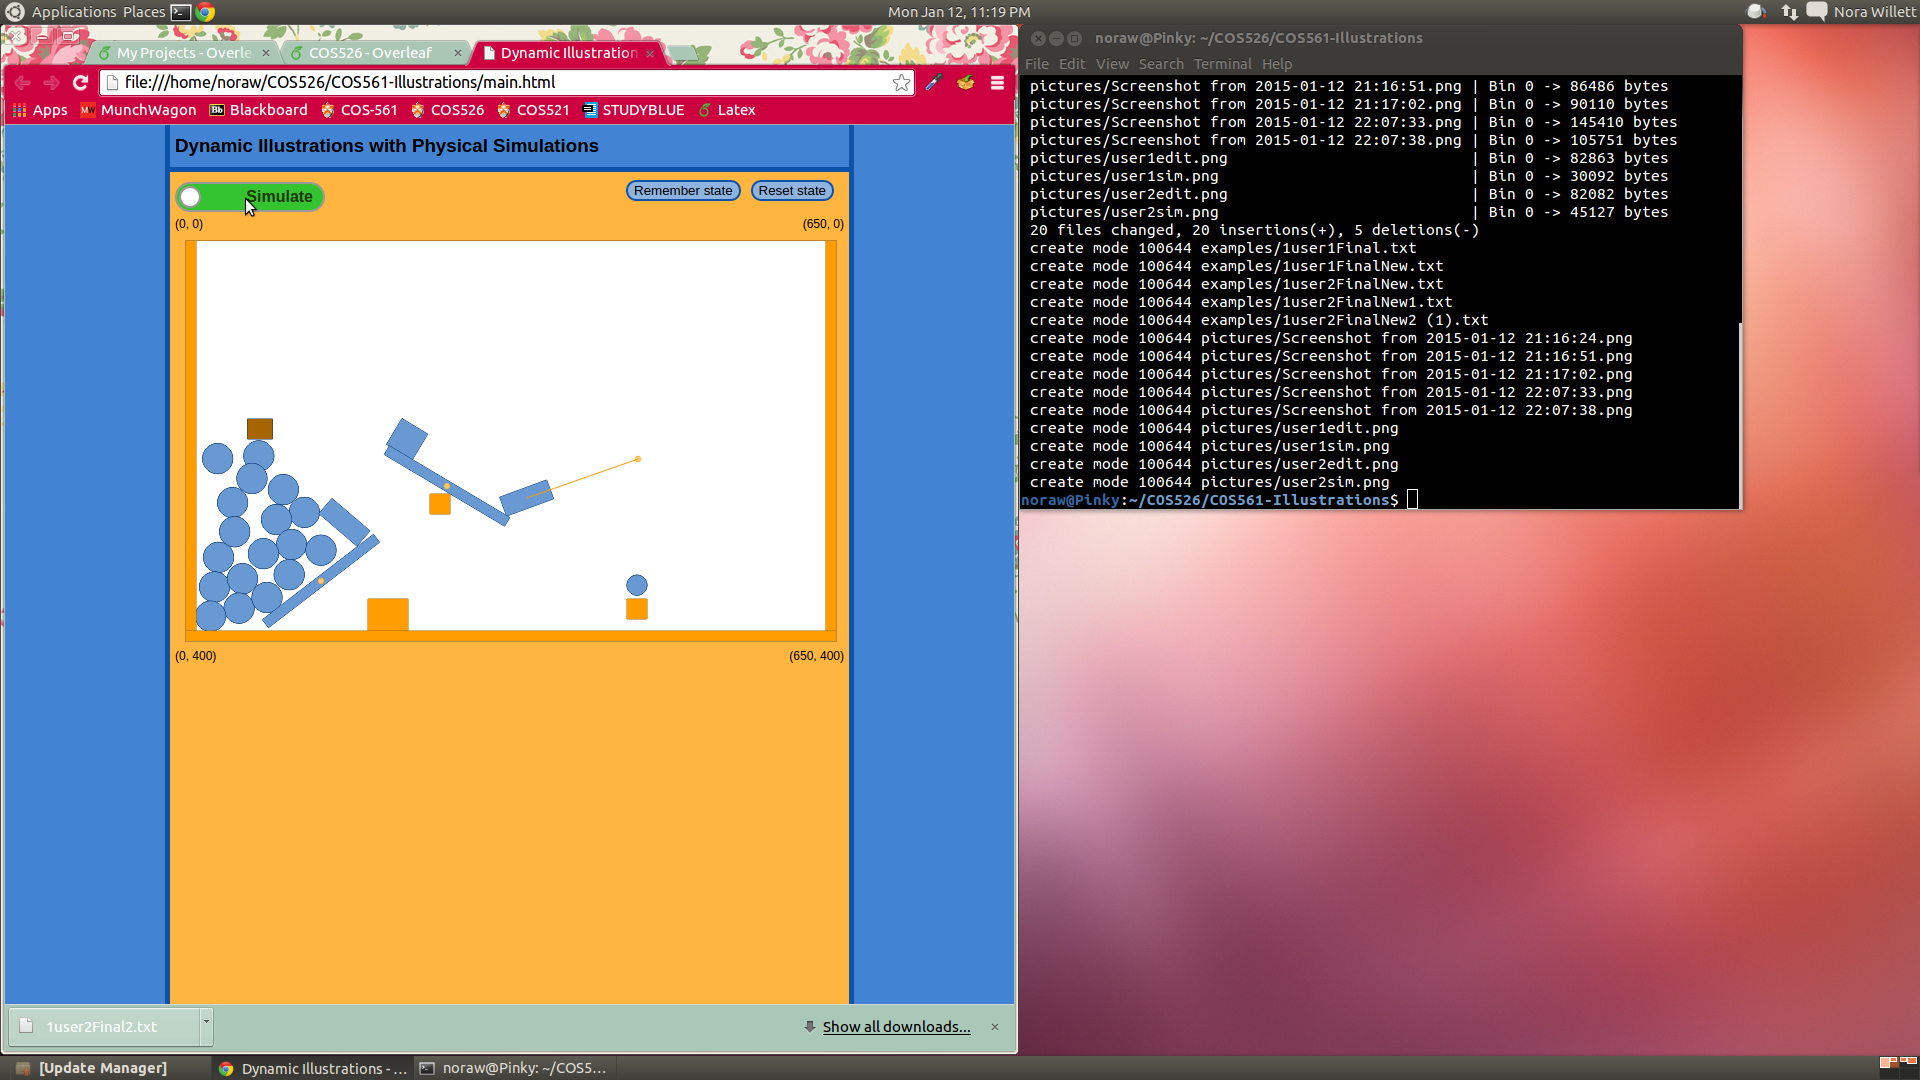 Applications Places
Mon Jan 12, 11:19 PM
Nora Willett
My Projects - Overle
COS526 - Overleaf
Dynamic Illustration
file:///home/noraw/COS526/COS561-Illustrations/main.html
Apps MW MunchWagon Bb Blackboard COS-561 COS526 COS521 STUDYBLUE Latex
Dynamic Illustrations with Physical Simulations
Simulate
Remember state
Reset state
(0, 0)
(650, 0)
(0, 400)
(650, 400)
1user2Final2.txt
Show all downloads...
noraw@Pinky: ~/COS526/COS561-Illustrations
File Edit View Search Terminal Help
pictures/Screenshot from 2015-01-12 21:16:51.png | Bin 0 -> 86486 bytes
pictures/Screenshot from 2015-01-12 21:17:02.png | Bin 0 -> 90110 bytes
pictures/Screenshot from 2015-01-12 22:07:33.png | Bin 0 -> 145410 bytes
pictures/Screenshot from 2015-01-12 22:07:38.png | Bin 0 -> 105751 bytes
pictures/user1edit.png | Bin 0 -> 82863 bytes
pictures/user1sim.png | Bin 0 -> 30092 bytes
pictures/user2edit.png | Bin 0 -> 82082 bytes
pictures/user2sim.png | Bin 0 -> 45127 bytes
20 files changed, 20 insertions(+), 5 deletions(-)
create mode 100644 examples/1user1Final.txt
create mode 100644 examples/1user1FinalNew.txt
create mode 100644 examples/1user2FinalNew.txt
create mode 100644 examples/1user2FinalNew1.txt
create mode 100644 examples/1user2FinalNew2 (1).txt
create mode 100644 pictures/Screenshot from 2015-01-12 21:16:24.png
create mode 100644 pictures/Screenshot from 2015-01-12 21:16:51.png
create mode 100644 pictures/Screenshot from 2015-01-12 21:17:02.png
create mode 100644 pictures/Screenshot from 2015-01-12 22:07:33.png
create mode 100644 pictures/Screenshot from 2015-01-12 22:07:38.png
create mode 100644 pictures/user1edit.png
create mode 100644 pictures/user1sim.png
create mode 100644 pictures/user2edit.png
create mode 100644 pictures/user2sim.png
noraw@Pinky:~/COS526/COS561-Illustrations$
[Update Manager]
Dynamic Illustrations - ...
noraw@Pinky: ~/COS5...